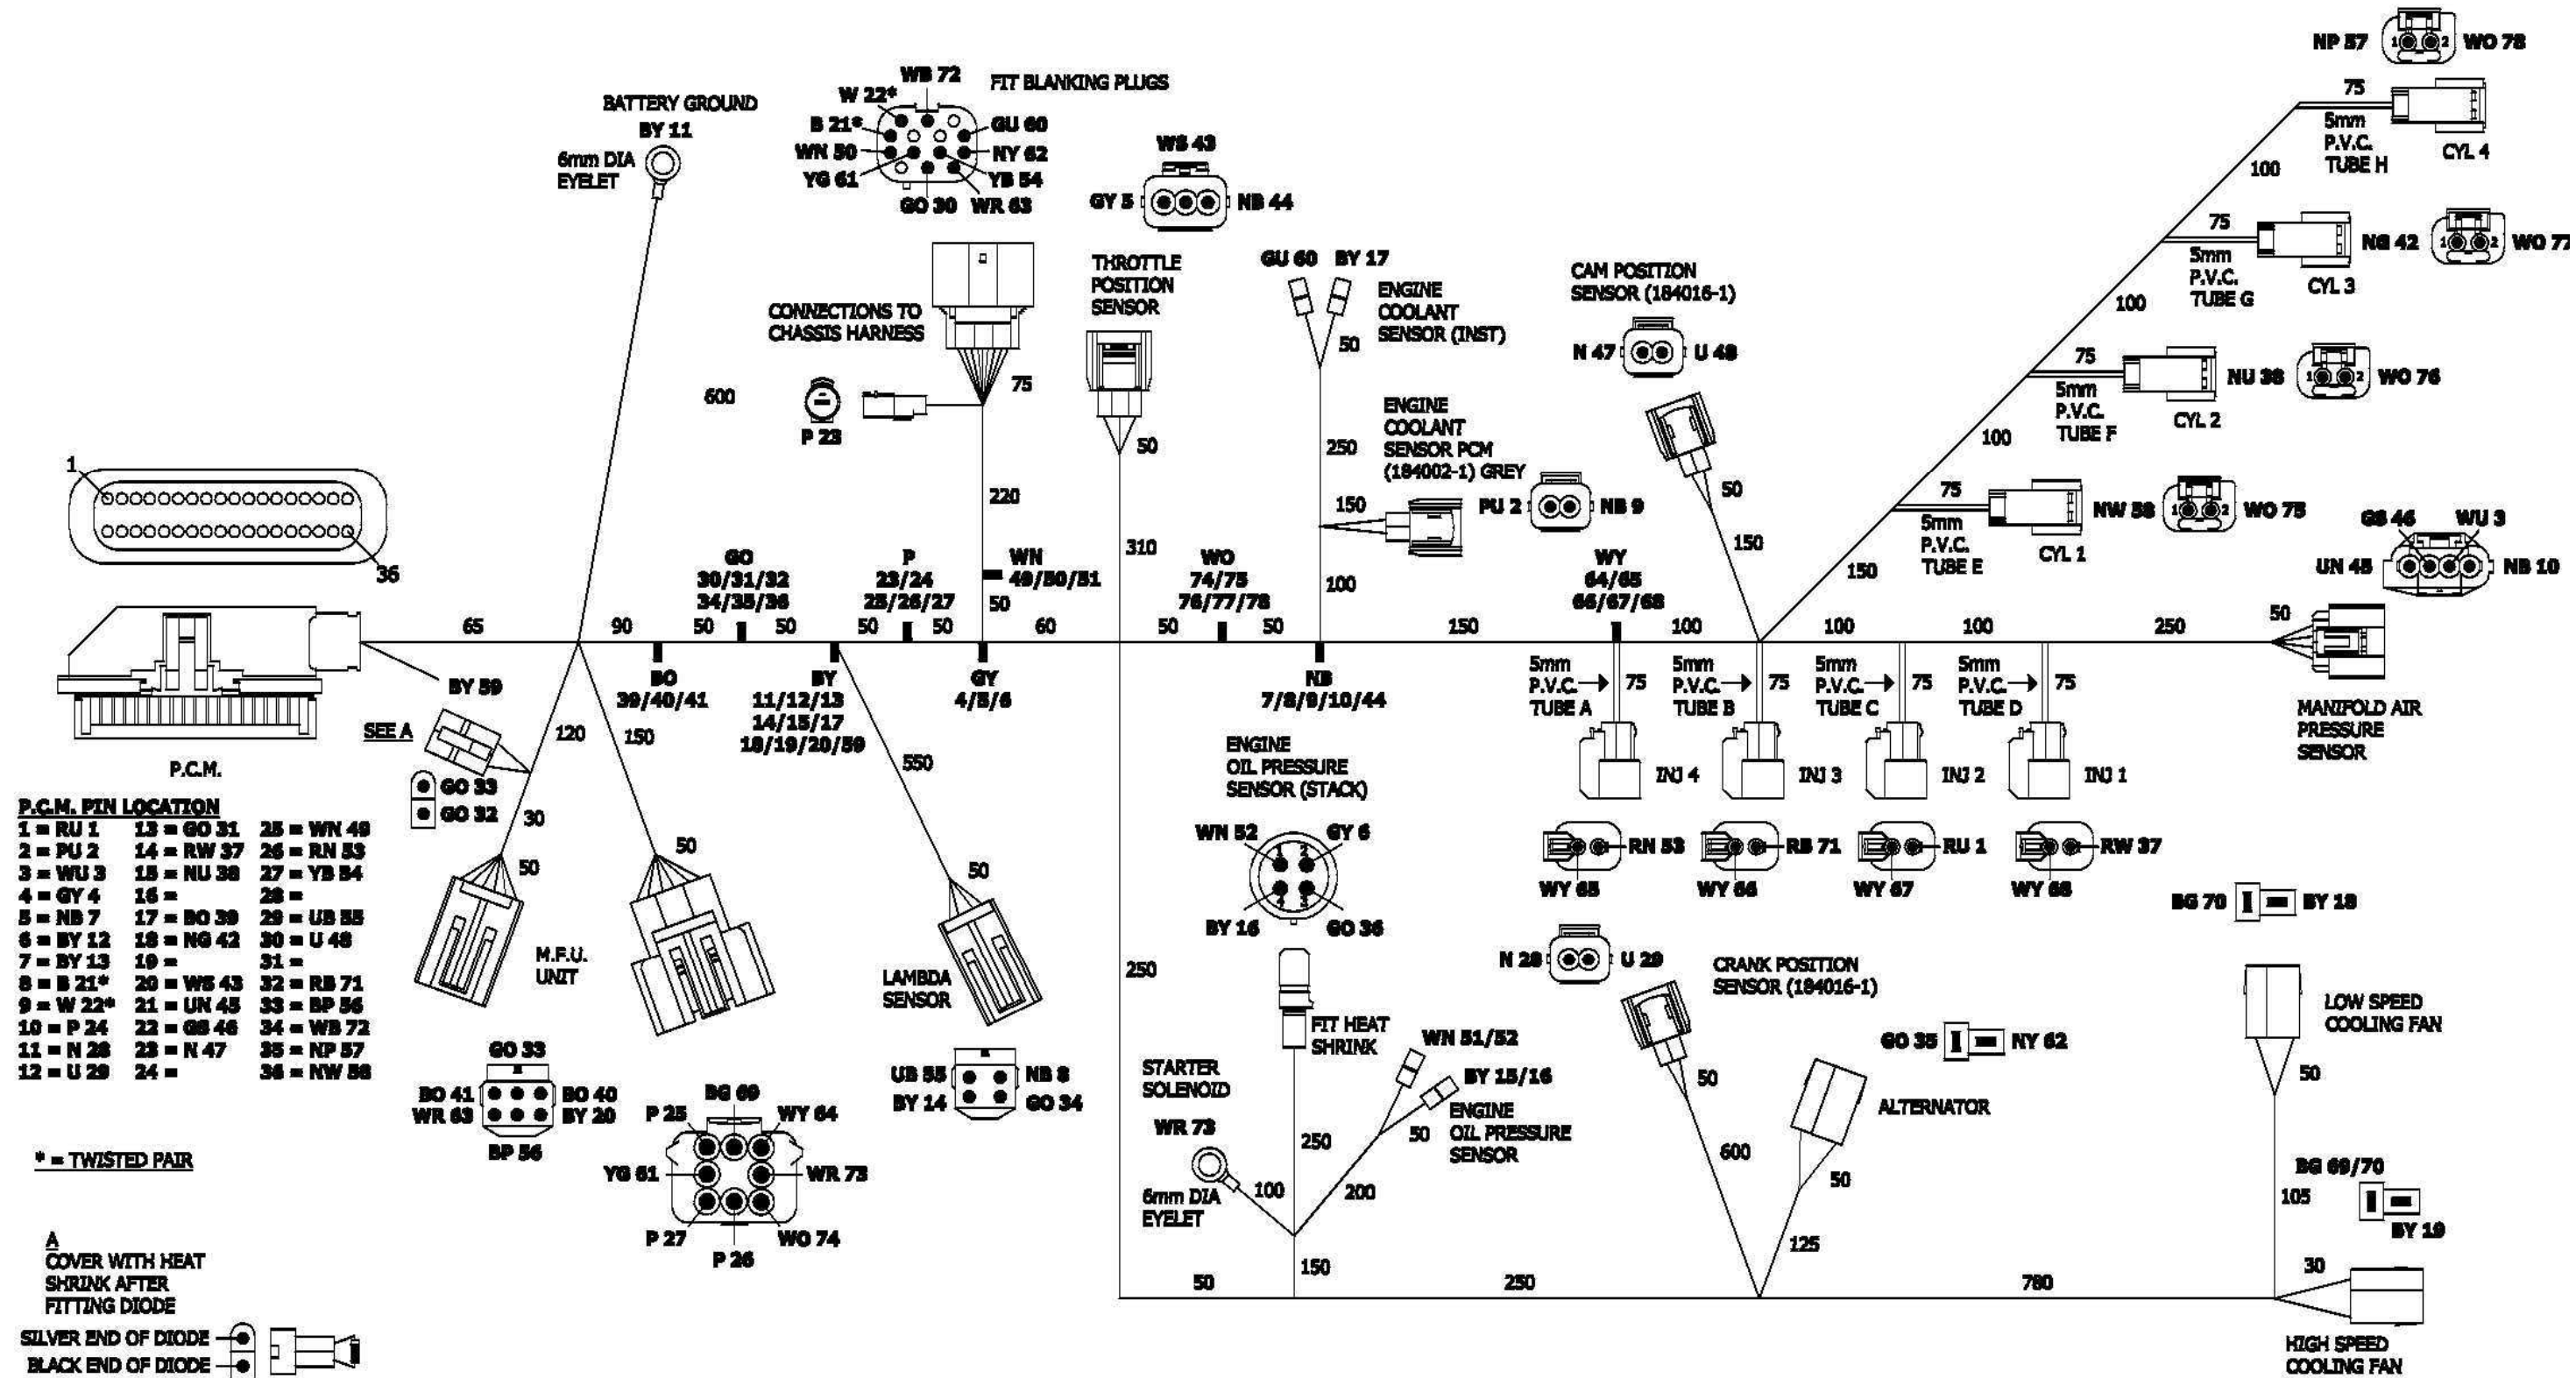 NP 57
WO 78
75
5mm
P.V.C.
TUBE H
CYL 4
100
WB 72
FIT BLANKING PLUGS
W 22*
B 21*
GU 60
WN 50
NY 62
YG 61
YB 54
GO 30
WR 63
BATTERY GROUND
BY 11
6mm DIA
EYELET
WS 43
GY 5
NB 44
THROTTLE
POSITION
SENSOR
50
310
CONNECTIONS TO
CHASSIS HARNESS
75
600
P 23
220
GU 60
BY 17
ENGINE
COOLANT
SENSOR (INST)
50
250
ENGINE
COOLANT
SENSOR PCM
(184002-1) GREY
150
PU 2
NB 9
100
CAM POSITION
SENSOR (184016-1)
N 47
U 48
50
150
75
5mm
P.V.C.
TUBE G
CYL 3
NG 42
1
2
WO 77
100
75
5mm
P.V.C.
TUBE F
CYL 2
NU 38
1
2
WO 76
100
75
5mm
P.V.C.
TUBE E
CYL 1
NW 58
1
2
WO 75
150
GS 46
WU 3
UN 45
NB 10
50
MANIFOLD AIR
PRESSURE
SENSOR
1
36
P.C.M.
65
90
50
50
50
50
60
50
50
150
100
100
100
250
BY 59
GO
30/31/32
34/35/36
P
23/24
25/26/27
WN
49/50/51
50
WO
74/75
76/77/78
WY
64/65
66/67/68
BO
39/40/41
BY
11/12/13
14/15/17
18/19/20/59
GY
4/5/6
NB
7/8/9/10/44
SEE A
GO 33
GO 32
120
30
50
150
50
M.F.U.
UNIT
550
50
LAMBDA
SENSOR
5mm
P.V.C.
TUBE A
75
INJ 4
5mm
P.V.C.
TUBE B
75
INJ 3
5mm
P.V.C.
TUBE C
75
INJ 2
5mm
P.V.C.
TUBE D
75
INJ 1
RN 53
WY 65
RB 71
WY 66
RU 1
WY 67
RW 37
WY 68
P.C.M. PIN LOCATION
1 = RU 1 13 = GO 31 25 = WN 49
2 = PU 2 14 = RW 37 26 = RN 53
3 = WU 3 15 = NU 38 27 = YB 54
4 = GY 4 16 = 28 =
5 = NB 7 17 = BO 39 29 = UB 55
6 = BY 12 18 = NG 42 30 = U 48
7 = BY 13 19 = 31 =
8 = B 21* 20 = WS 43 32 = RB 71
9 = W 22* 21 = UN 45 33 = BP 56
10 = P 24 22 = GS 46 34 = WB 72
11 = N 28 23 = N 47 35 = NP 57
12 = U 29 24 = 36 = NW 58
* = TWISTED PAIR
GO 33
BO 41
BO 40
WR 63
BY 20
BP 56
BG 69
P 25
WY 64
YG 61
WR 73
P 27
WO 74
P 26
UB 55
NB 8
BY 14
GO 34
ENGINE
OIL PRESSURE
SENSOR (STACK)
WN 52
GY 6
1
2
4
3
BY 16
GO 36
FIT HEAT
SHRINK
250
250
STARTER
SOLENOID
WR 73
6mm DIA
EYELET
100
200
WN 51/52
BY 15/16
50
ENGINE
OIL PRESSURE
SENSOR
150
50
250
780
N 28
U 29
CRANK POSITION
SENSOR (184016-1)
50
600
GO 35
NY 62
ALTERNATOR
50
125
BG 70
BY 18
LOW SPEED
COOLING FAN
50
105
BG 69/70
BY 19
30
HIGH SPEED
COOLING FAN
A
COVER WITH HEAT
SHRINK AFTER
FITTING DIODE
SILVER END OF DIODE
BLACK END OF DIODE